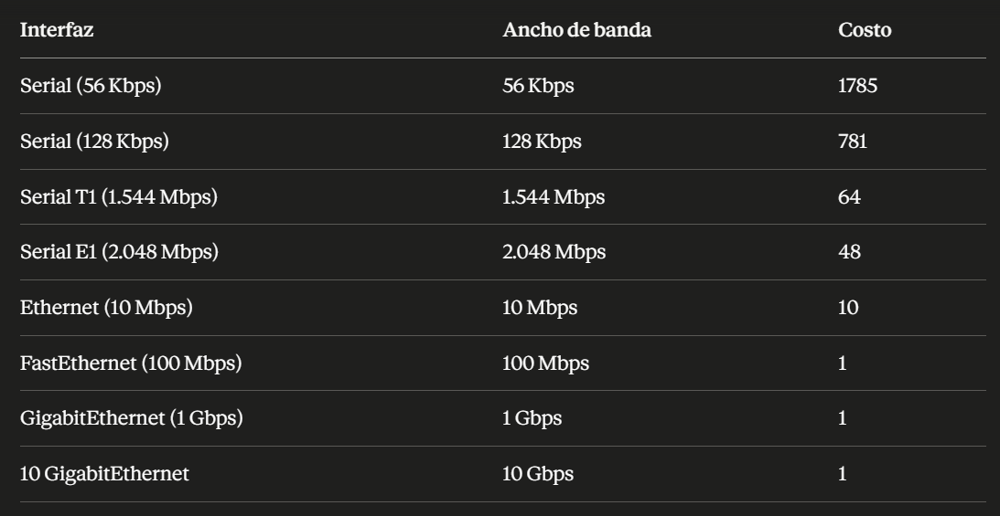 Interfaz Ancho de banda Costo
Serial (56 Kbps) 56 Kbps 1785
Serial (128 Kbps) 128 Kbps 781
Serial T1 (1.544 Mbps) 1.544 Mbps 64
Serial E1 (2.048 Mbps) 2.048 Mbps 48
Ethernet (10 Mbps) 10 Mbps 10
FastEthernet (100 Mbps) 100 Mbps 1
GigabitEthernet (1 Gbps) 1 Gbps 1
10 GigabitEthernet 10 Gbps 1